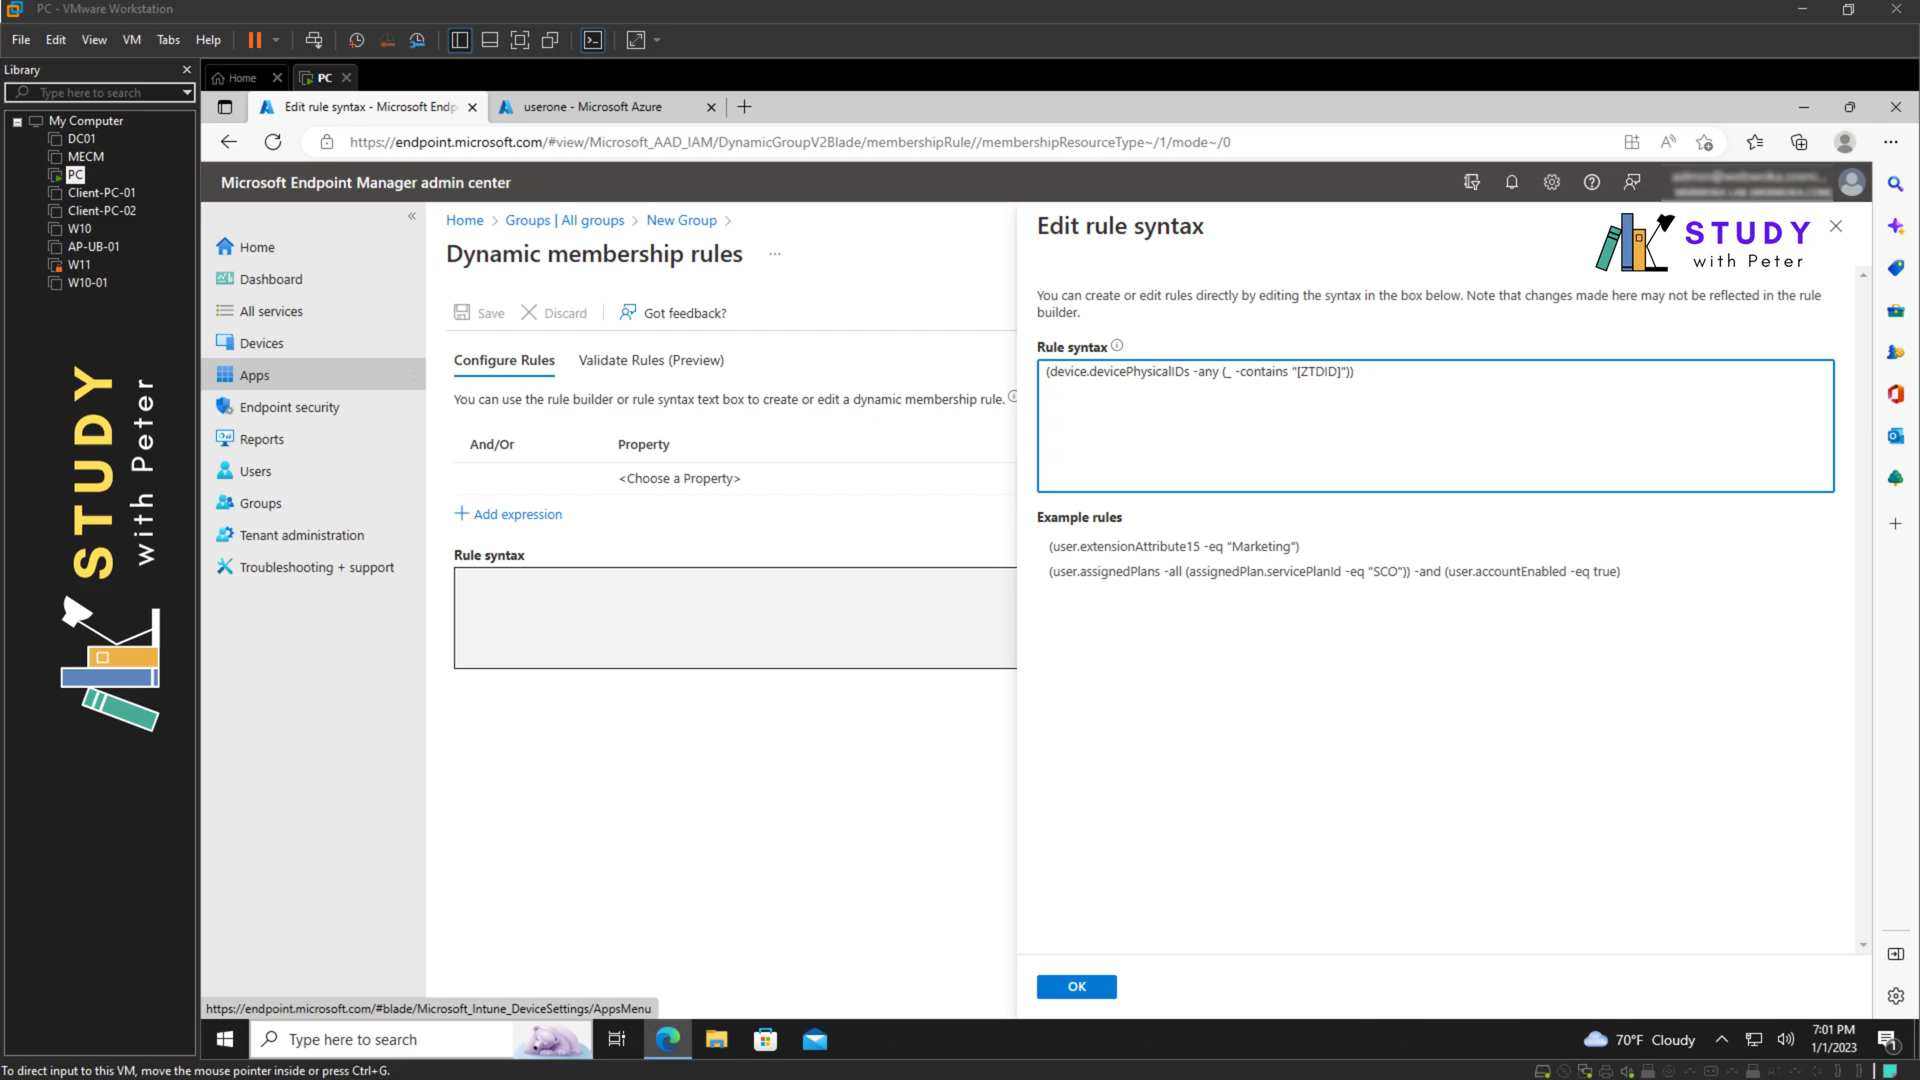 PC - VMware Workstation
File Edit View VM Tabs Help
Library
Type here to search
My Computer
DC01
MECM
PC
Client-PC-01
Client-PC-02
W10
AP-UB-01
W11
W10-01
STUDY
with Peter
Home
PC
Edit rule syntax - Microsoft Endp
userone - Microsoft Azure
https://endpoint.microsoft.com/#view/Microsoft_AAD_IAM/DynamicGroupV2Blade/membershipRule//membershipResourceType~/1/mode~/0
Microsoft Endpoint Manager admin center
Home
Dashboard
All services
Devices
Apps
Endpoint security
Reports
Users
Groups
Tenant administration
Troubleshooting + support
Home > Groups | All groups > New Group >
Dynamic membership rules ...
Save Discard Got feedback?
Configure Rules Validate Rules (Preview)
You can use the rule builder or rule syntax text box to create or edit a dynamic membership rule.
And/Or Property
<Choose a Property>
+ Add expression
Rule syntax
Edit rule syntax
STUDY
with Peter
You can create or edit rules directly by editing the syntax in the box below. Note that changes made here may not be reflected in the rule
builder.
Rule syntax
(device.devicePhysicalIDs -any (_ -contains "[ZTDID]"))
Example rules
(user.extensionAttribute15 -eq "Marketing")
(user.assignedPlans -all (assignedPlan.servicePlanId -eq "SCO")) -and (user.accountEnabled -eq true)
OK
https://endpoint.microsoft.com/#blade/Microsoft_Intune_DeviceSettings/AppsMenu
Type here to search
70°F Cloudy
7:01 PM
1/1/2023
1
To direct input to this VM, move the mouse pointer inside or press Ctrl+G.